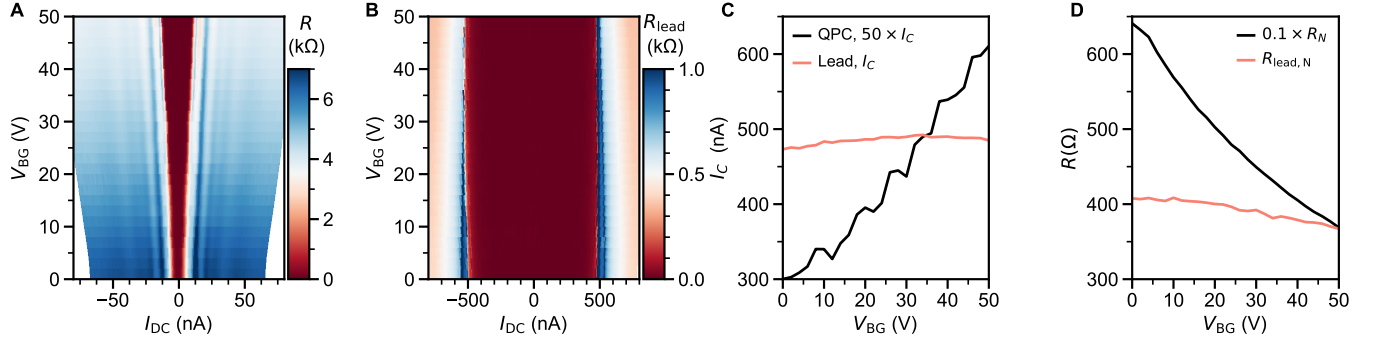 A
R
(kΩ)
50
40
30
20
10
0
V_BG (V)
−50
0
50
I_DC (nA)
6
4
2
0
B
R_lead
(kΩ)
50
40
30
20
10
0
V_BG (V)
−500
0
500
I_DC (nA)
1.0
0.5
0.0
C
QPC, 50 × I_C
Lead, I_C
600
500
400
300
I_C (nA)
0
10
20
30
40
50
V_BG (V)
D
0.1 × R_N
R_lead, N
600
500
400
300
R(Ω)
0
10
20
30
40
50
V_BG (V)